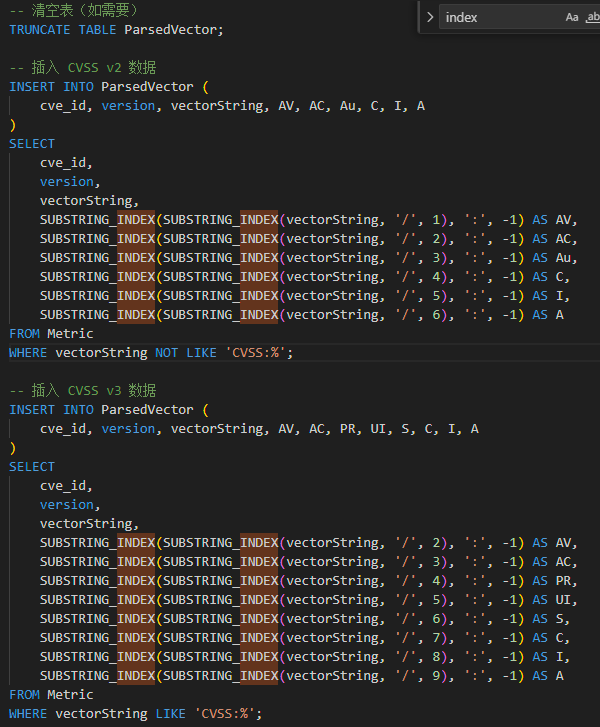 -- 清空表（如需要）
TRUNCATE TABLE ParsedVector;
index
Aa
ab
-- 插入 CVSS v2 数据
INSERT INTO ParsedVector (
    cve_id, version, vectorString, AV, AC, Au, C, I, A
)
SELECT
    cve_id,
    version,
    vectorString,
    SUBSTRING_INDEX(SUBSTRING_INDEX(vectorString, '/', 1), ':', -1) AS AV,
    SUBSTRING_INDEX(SUBSTRING_INDEX(vectorString, '/', 2), ':', -1) AS AC,
    SUBSTRING_INDEX(SUBSTRING_INDEX(vectorString, '/', 3), ':', -1) AS Au,
    SUBSTRING_INDEX(SUBSTRING_INDEX(vectorString, '/', 4), ':', -1) AS C,
    SUBSTRING_INDEX(SUBSTRING_INDEX(vectorString, '/', 5), ':', -1) AS I,
    SUBSTRING_INDEX(SUBSTRING_INDEX(vectorString, '/', 6), ':', -1) AS A
FROM Metric
WHERE vectorString NOT LIKE 'CVSS:%';
-- 插入 CVSS v3 数据
INSERT INTO ParsedVector (
    cve_id, version, vectorString, AV, AC, PR, UI, S, C, I, A
)
SELECT
    cve_id,
    version,
    vectorString,
    SUBSTRING_INDEX(SUBSTRING_INDEX(vectorString, '/', 2), ':', -1) AS AV,
    SUBSTRING_INDEX(SUBSTRING_INDEX(vectorString, '/', 3), ':', -1) AS AC,
    SUBSTRING_INDEX(SUBSTRING_INDEX(vectorString, '/', 4), ':', -1) AS PR,
    SUBSTRING_INDEX(SUBSTRING_INDEX(vectorString, '/', 5), ':', -1) AS UI,
    SUBSTRING_INDEX(SUBSTRING_INDEX(vectorString, '/', 6), ':', -1) AS S,
    SUBSTRING_INDEX(SUBSTRING_INDEX(vectorString, '/', 7), ':', -1) AS C,
    SUBSTRING_INDEX(SUBSTRING_INDEX(vectorString, '/', 8), ':', -1) AS I,
    SUBSTRING_INDEX(SUBSTRING_INDEX(vectorString, '/', 9), ':', -1) AS A
FROM Metric
WHERE vectorString LIKE 'CVSS:%';